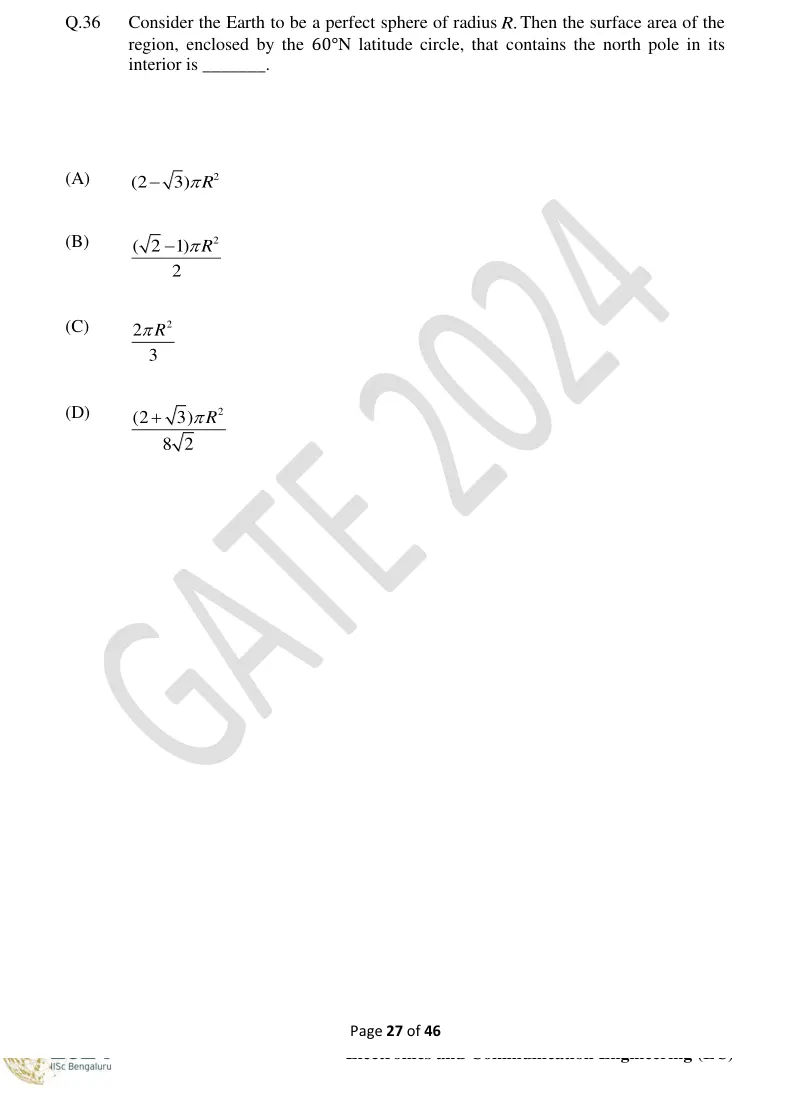 Q.36 Consider the Earth to be a perfect sphere of radius R. Then the surface area of the
region, enclosed by the 60°N latitude circle, that contains the north pole in its
interior is _______.
(A) (2−√3)πR²
(B) (√2−1)πR²
2
(C) 2πR²
3
(D) (2+√3)πR²
8√2
GATE 2024
Page 27 of 46
IISc Bengaluru